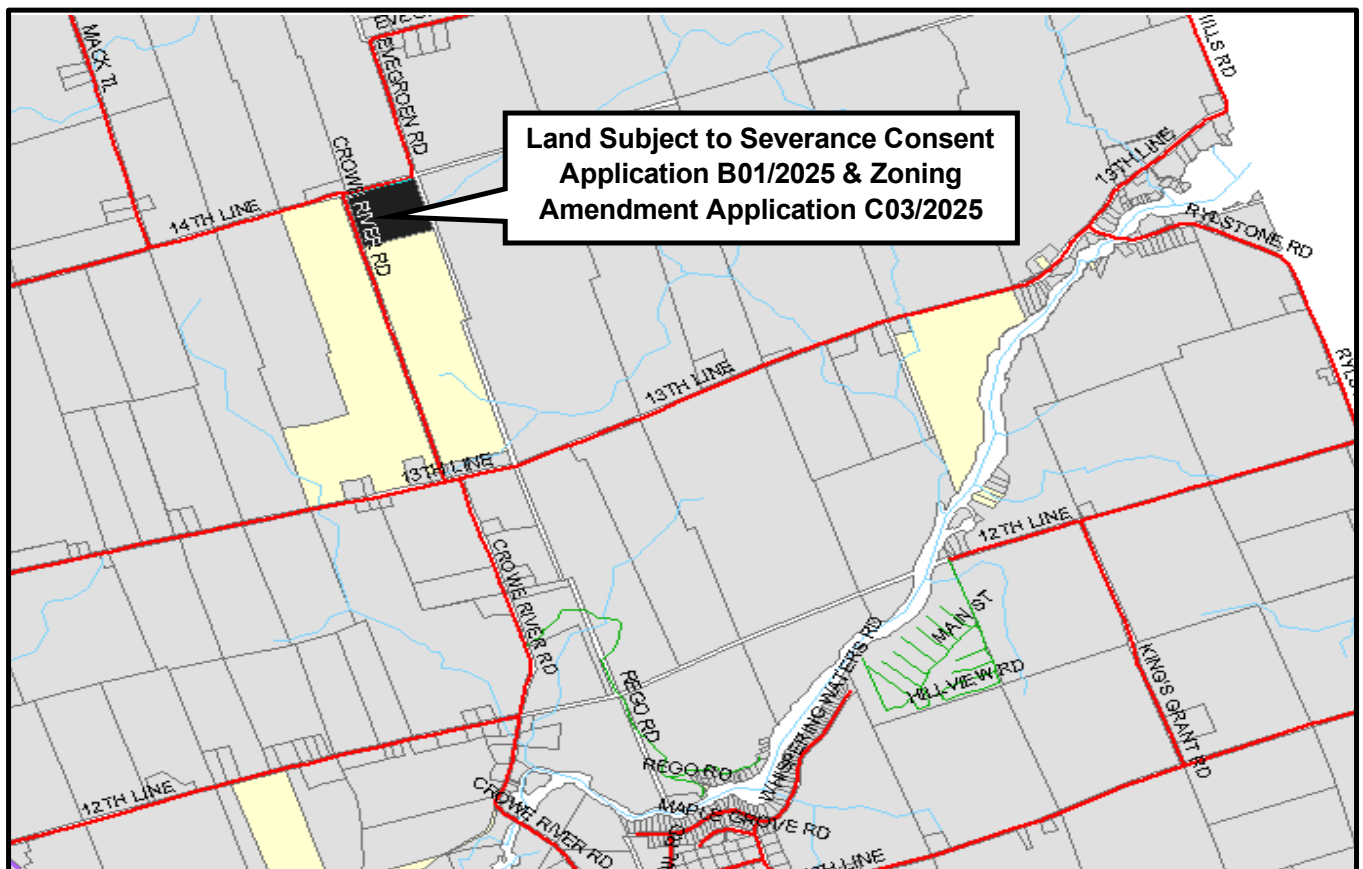 MACK TL
EVEGROEN RD
HILLS RD
Land Subject to Severance Consent
Application B01/2025 & Zoning
Amendment Application C03/2025
CROWE RIVER RD
14TH LINE
13TH LINE
RYLSTONE RD
13TH LINE
13TH LINE
CROWE RIVER RD
12TH LINE
MAIN ST
HILLVIEW RD
KING'S GRANT RD
REGO RD
REGO RD
WHISPERING WATERS RD
MAPLE GROVE RD
12TH LINE
CROWE RIVER RD